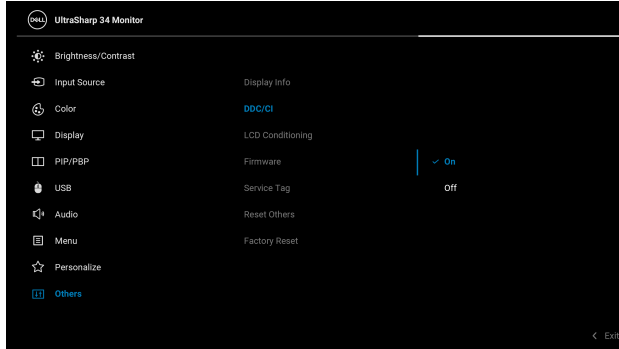 DELL UltraSharp 34 Monitor
Brightness/Contrast
Input Source
Color
Display
PIP/PBP
USB
Audio
Menu
Personalize
Others
Display Info
DDC/CI
LCD Conditioning
Firmware
Service Tag
Reset Others
Factory Reset
On
Off
Exit